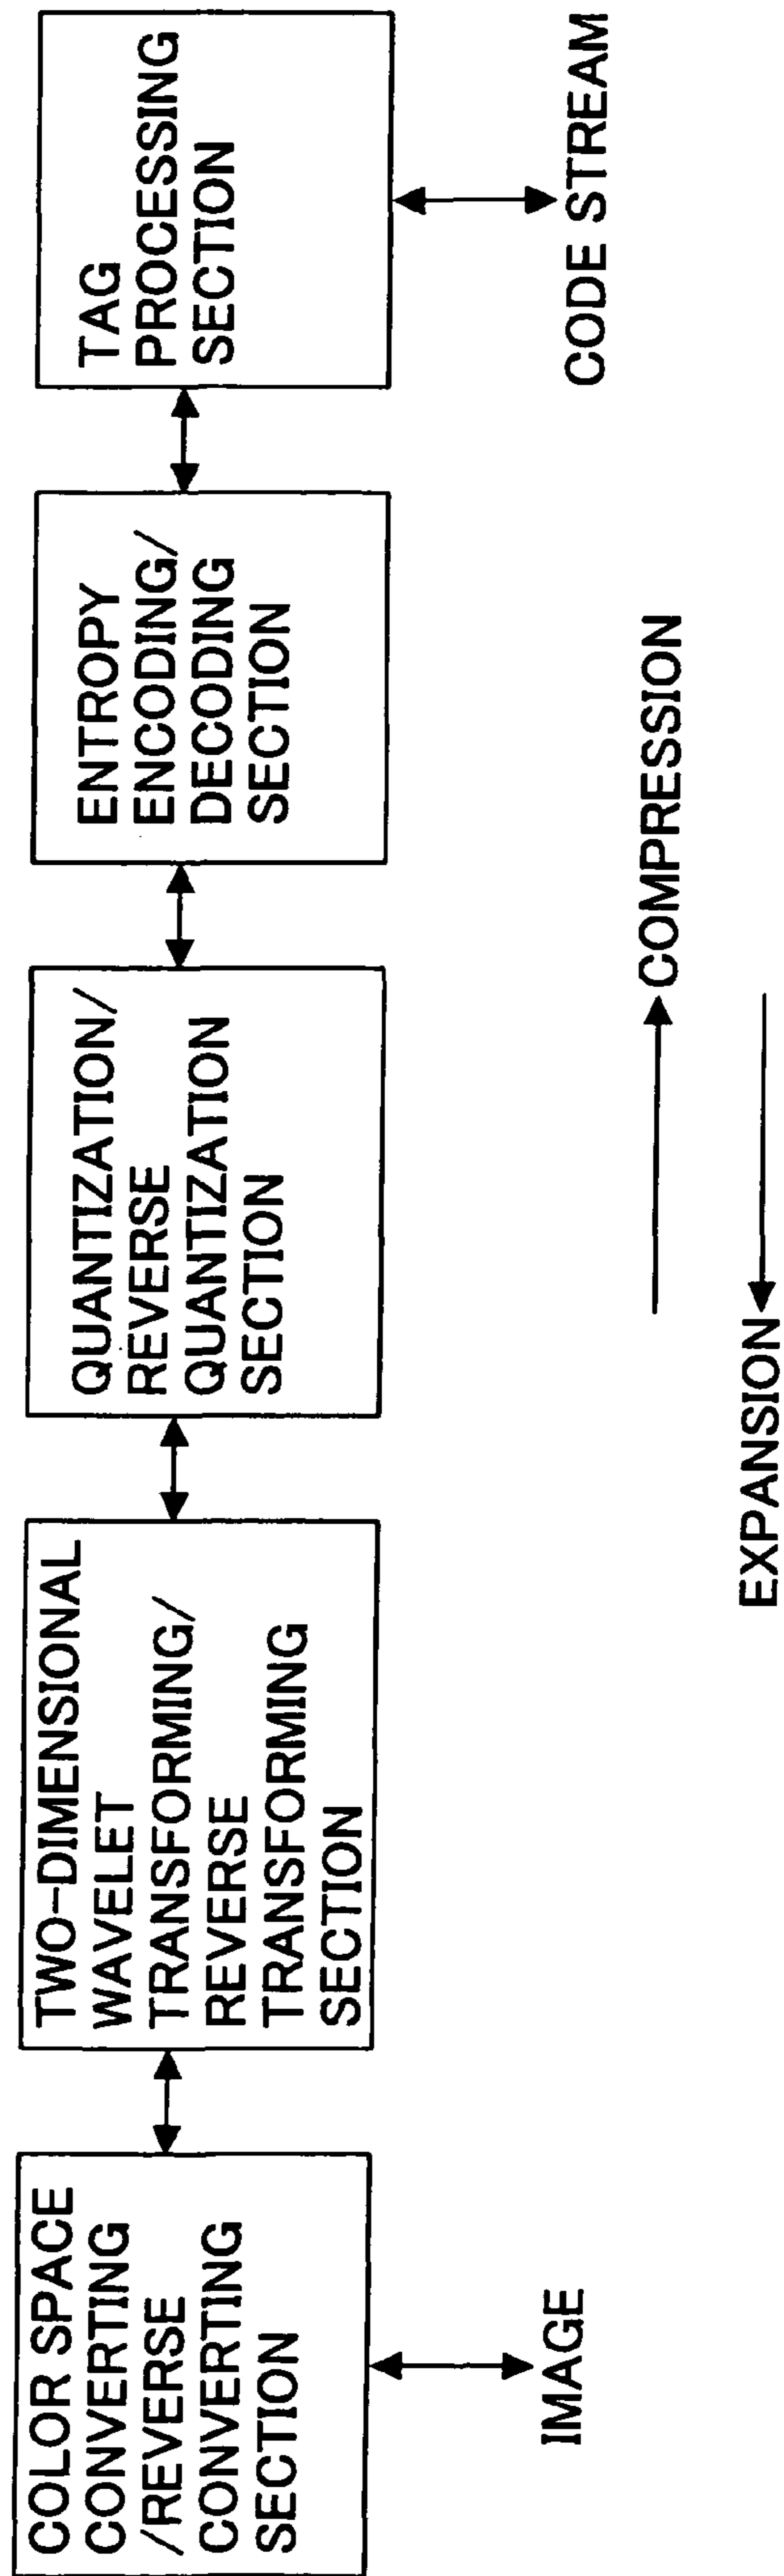 COLOR SPACE
CONVERTING
/REVERSE
CONVERTING
SECTION
TWO-DIMENSIONAL
WAVELET
TRANSFORMING/
REVERSE
TRANSFORMING
SECTION
QUANTIZATION/
REVERSE
QUANTIZATION
SECTION
ENTROPY
ENCODING/
DECODING
SECTION
TAG
PROCESSING
SECTION
IMAGE
CODE STREAM
COMPRESSION
EXPANSION